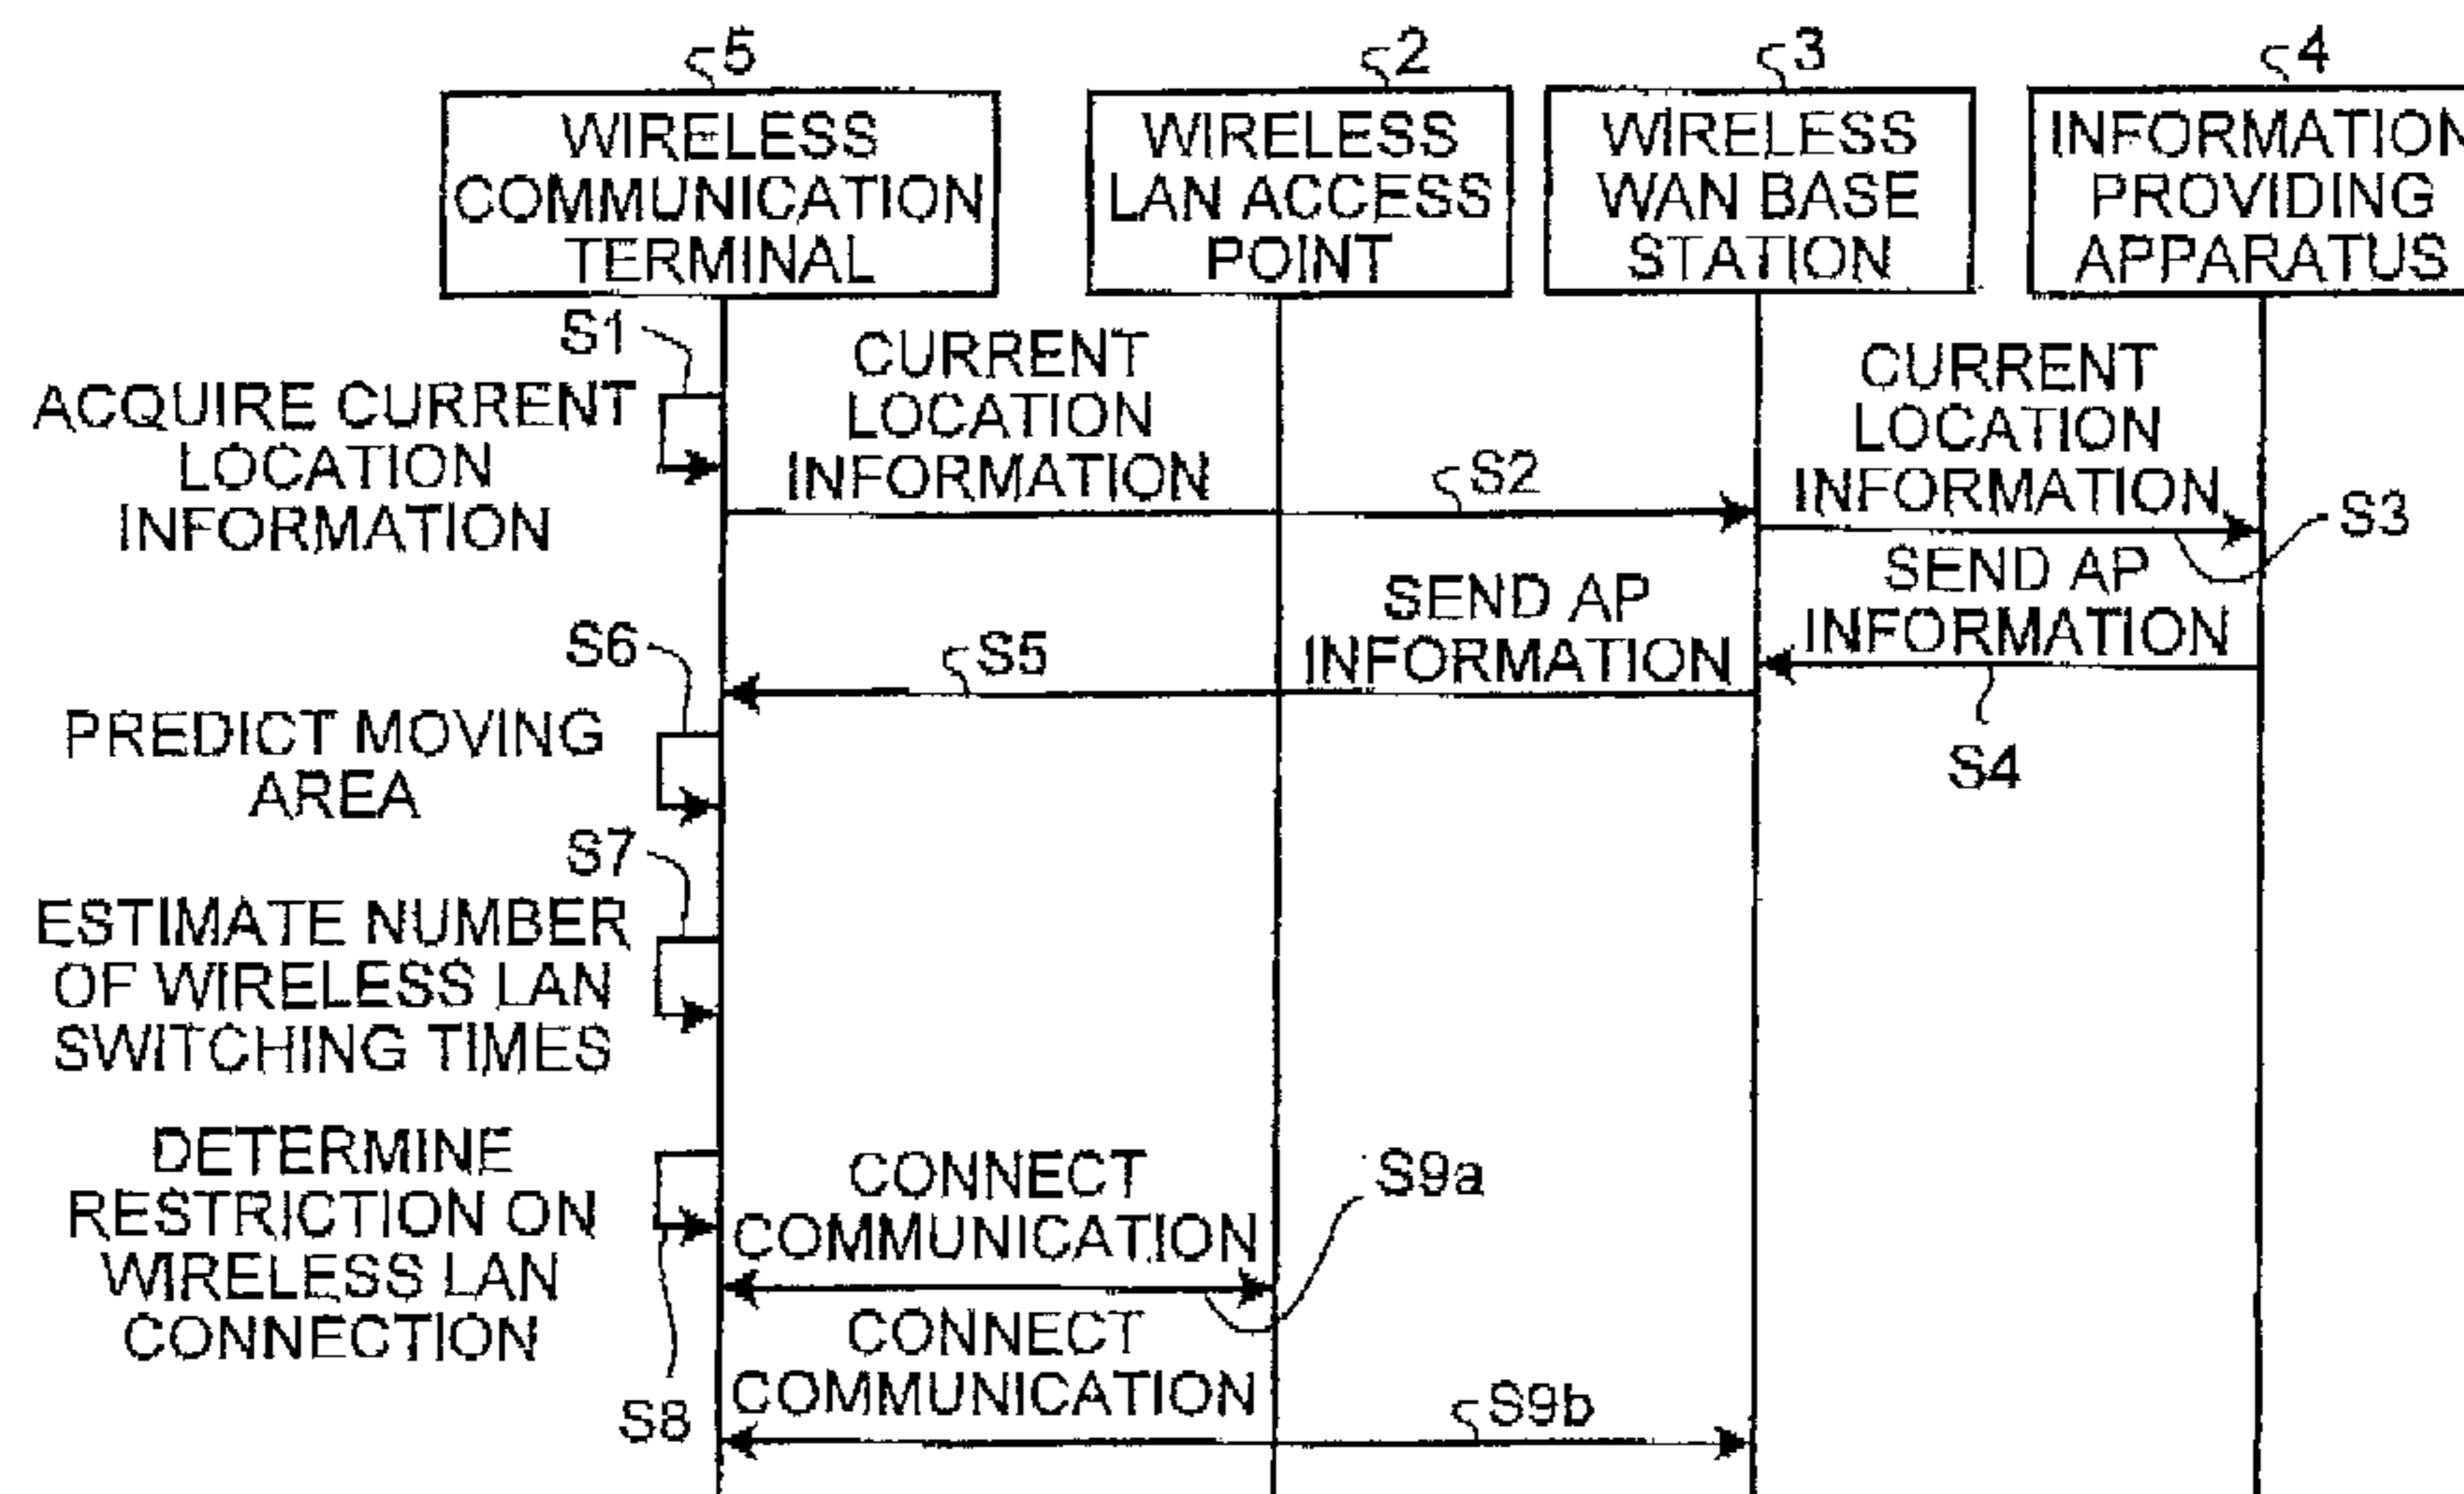 5
2
3
4
WIRELESS
COMMUNICATION
TERMINAL
WIRELESS
LAN ACCESS
POINT
WIRELESS
WAN BASE
STATION
INFORMATION
PROVIDING
APPARATUS
S1
ACQUIRE CURRENT
LOCATION
INFORMATION
CURRENT
LOCATION
INFORMATION
S2
CURRENT
LOCATION
INFORMATION
S3
SEND AP
INFORMATION
S4
SEND AP
INFORMATION
S5
S6
PREDICT MOVING
AREA
S7
ESTIMATE NUMBER
OF WIRELESS LAN
SWITCHING TIMES
DETERMINE
RESTRICTION ON
WIRELESS LAN
CONNECTION
S8
CONNECT
COMMUNICATION
S9a
CONNECT
COMMUNICATION
S9b